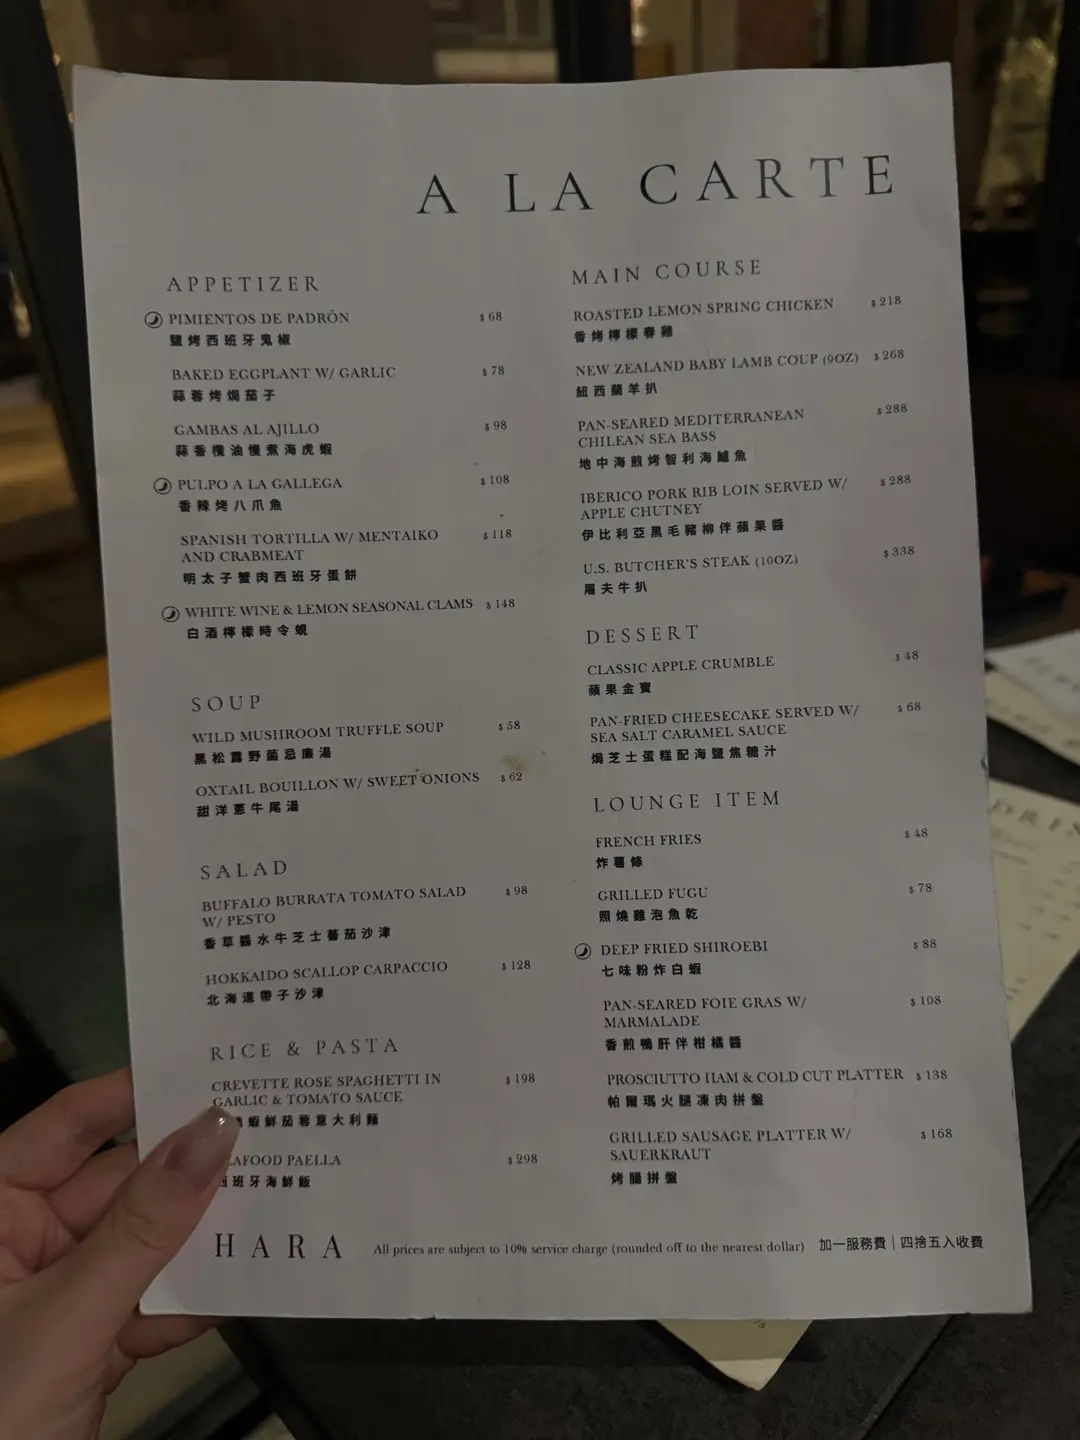 A LA CARTE
APPETIZER
PIMIENTOS DE PADRÓN $ 68
鹽烤西班牙鬼椒
BAKED EGGPLANT W/ GARLIC $ 78
蒜蓉烤焗茄子
GAMBAS AL AJILLO $ 98
蒜香欖油慢煮海虎蝦
PULPO A LA GALLEGA $ 108
香辣烤八爪魚
SPANISH TORTILLA W/ MENTAIKO $ 118
AND CRABMEAT
明太子蟹肉西班牙蛋餅
WHITE WINE & LEMON SEASONAL CLAMS $ 148
白酒檸檬時令蜆
SOUP
WILD MUSHROOM TRUFFLE SOUP $ 58
黑松露野菌忌廉湯
OXTAIL BOUILLON W/ SWEET ONIONS $ 62
甜洋蔥牛尾湯
SALAD
BUFFALO BURRATA TOMATO SALAD $ 98
W/ PESTO
香草醬水牛芝士蕃茄沙津
HOKKAIDO SCALLOP CARPACCIO $ 128
北海道帶子沙津
RICE & PASTA
CREVETTE ROSE SPAGHETTI IN $ 198
GARLIC & TOMATO SAUCE
蝦鮮茄蓉意大利麵
EAFOOD PAELLA $ 298
西班牙海鮮飯
MAIN COURSE
ROASTED LEMON SPRING CHICKEN $ 218
香烤檸檬春雞
NEW ZEALAND BABY LAMB COUP (9OZ) $ 268
紐西蘭羊扒
PAN-SEARED MEDITERRANEAN $ 288
CHILEAN SEA BASS
地中海煎烤智利海鱸魚
IBERICO PORK RIB LOIN SERVED W/ $ 288
APPLE CHUTNEY
伊比利亞黑毛豬柳伴蘋果醬
U.S. BUTCHER'S STEAK (10OZ) $ 338
屠夫牛扒
DESSERT
CLASSIC APPLE CRUMBLE $ 48
蘋果金寶
PAN-FRIED CHEESECAKE SERVED W/ $ 68
SEA SALT CARAMEL SAUCE
焗芝士蛋糕配海鹽焦糖汁
LOUNGE ITEM
FRENCH FRIES $ 48
炸薯條
GRILLED FUGU $ 78
照燒雞泡魚乾
DEEP FRIED SHIROEBI $ 88
七味粉炸白蝦
PAN-SEARED FOIE GRAS W/ $ 108
MARMALADE
香煎鴨肝伴柑橘醬
PROSCIUTTO HAM & COLD CUT PLATTER $ 138
帕爾瑪火腿凍肉拼盤
GRILLED SAUSAGE PLATTER W/ $ 168
SAUERKRAUT
烤腸拼盤
HARA All prices are subject to 10% service charge (rounded off to the nearest dollar) 加一服務費｜四捨五入收費
DRIN